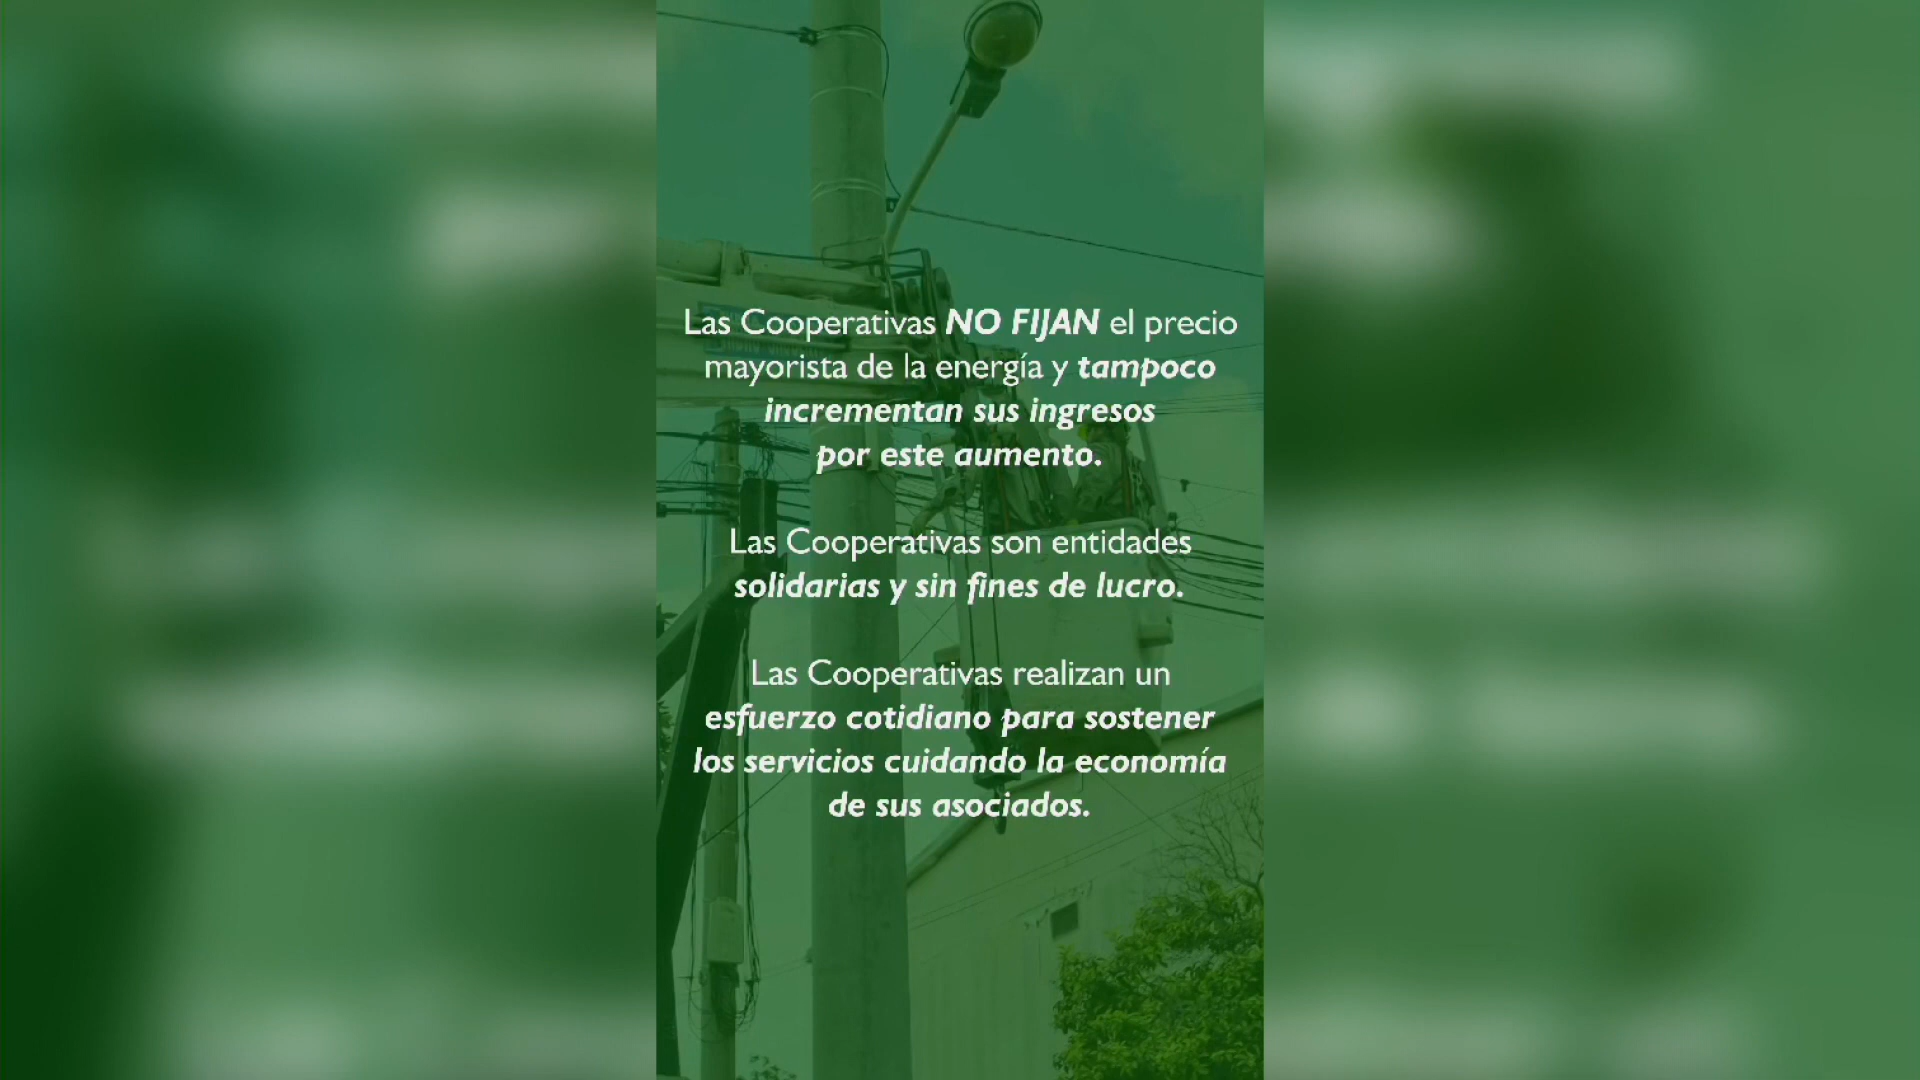 Las Cooperativas NO FIJAN el precio
mayorista de la energía y tampoco
incrementan sus ingresos
por este aumento.
Las Cooperativas son entidades
solidarias y sin fines de lucro.
Las Cooperativas realizan un
esfuerzo cotidiano para sostener
los servicios cuidando la economía
de sus asociados.